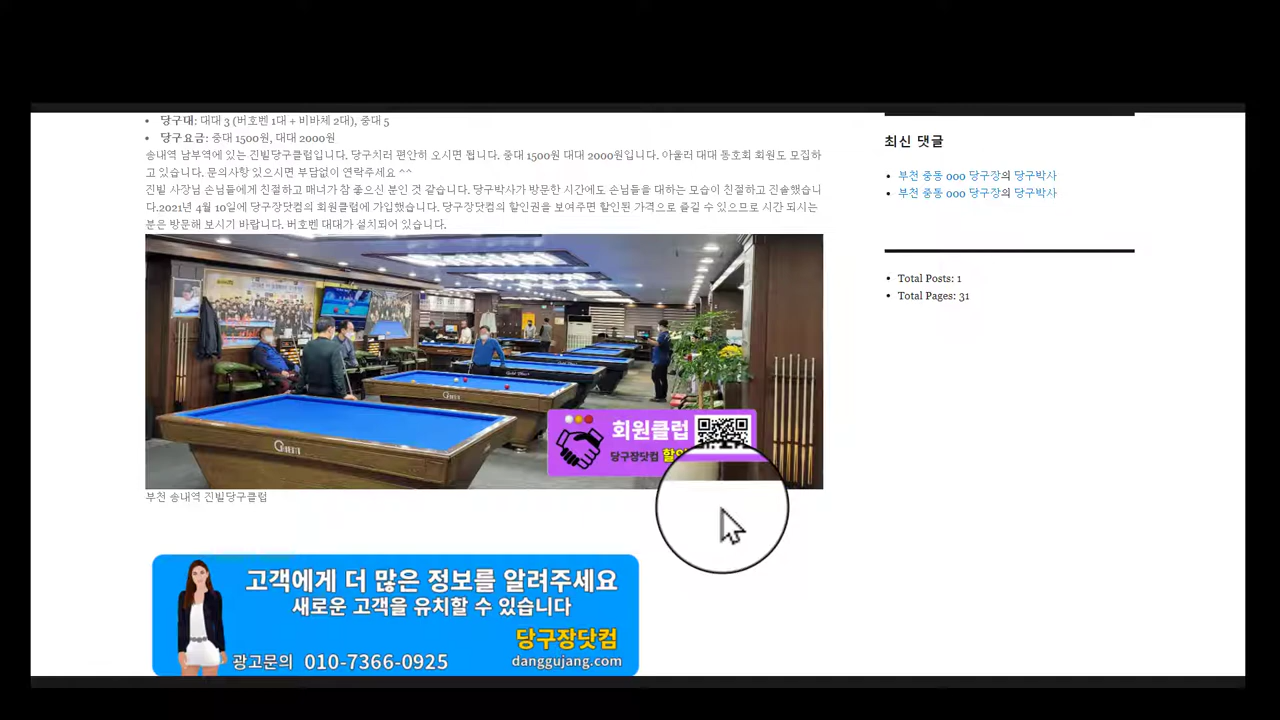 • 당구대: 대대 3 (버호벤 1대 + 비바체 2대), 중대 5
• 당구요금: 중대 1500원, 대대 2000원
송내역 남부역에 있는 진빌당구클럽입니다. 당구치러 편안히 오시면 됩니다. 중대 1500원 대대 2000원입니다. 아울러 대대 동호회 회원도 모집하
고 있습니다. 문의사항 있으시면 부담없이 연락주세요 ^^
진빌 사장님 손님들에게 친절하고 매너가 참 좋으신 분인 것 같습니다. 당구박사가 방문한 시간에도 손님들을 대하는 모습이 친절하고 진솔했습니
다.2021년 4월 10일에 당구장닷컴의 회원클럽에 가입했습니다. 당구장닷컴의 할인권을 보여주면 할인된 가격으로 즐길 수 있으므로 시간 되시는
분은 방문해 보시기 바랍니다. 버호벤 대대가 설치되어 있습니다.
회원클럽
당구장닷컴
부천 송내역 진빌당구클럽
고객에게 더 많은 정보를 알려주세요
새로운 고객을 유치할 수 있습니다
당구장닷컴
광고문의 010-7366-0925
danggujang.com
최신 댓글
• 부천 중동 000 당구장의 당구박사
• 부천 중동 000 당구장의 당구박사
• Total Posts: 1
• Total Pages: 31